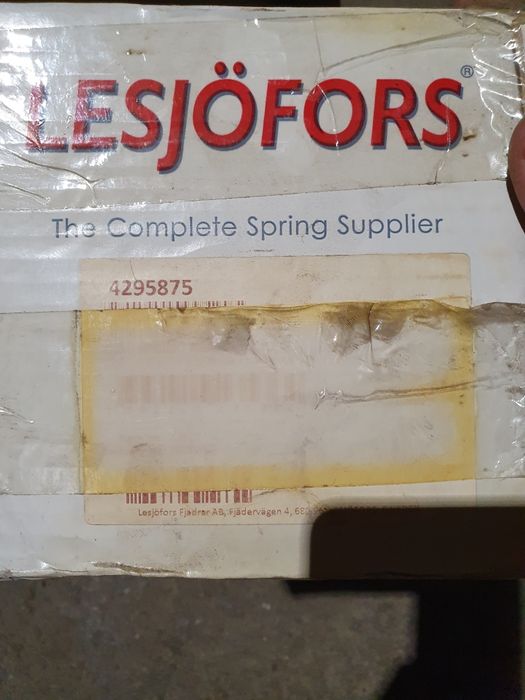 LESJÖFORS®
The Complete Spring Supplier
4295875
Lesjöfors Fjädrar AB, Fjädervägen 4,